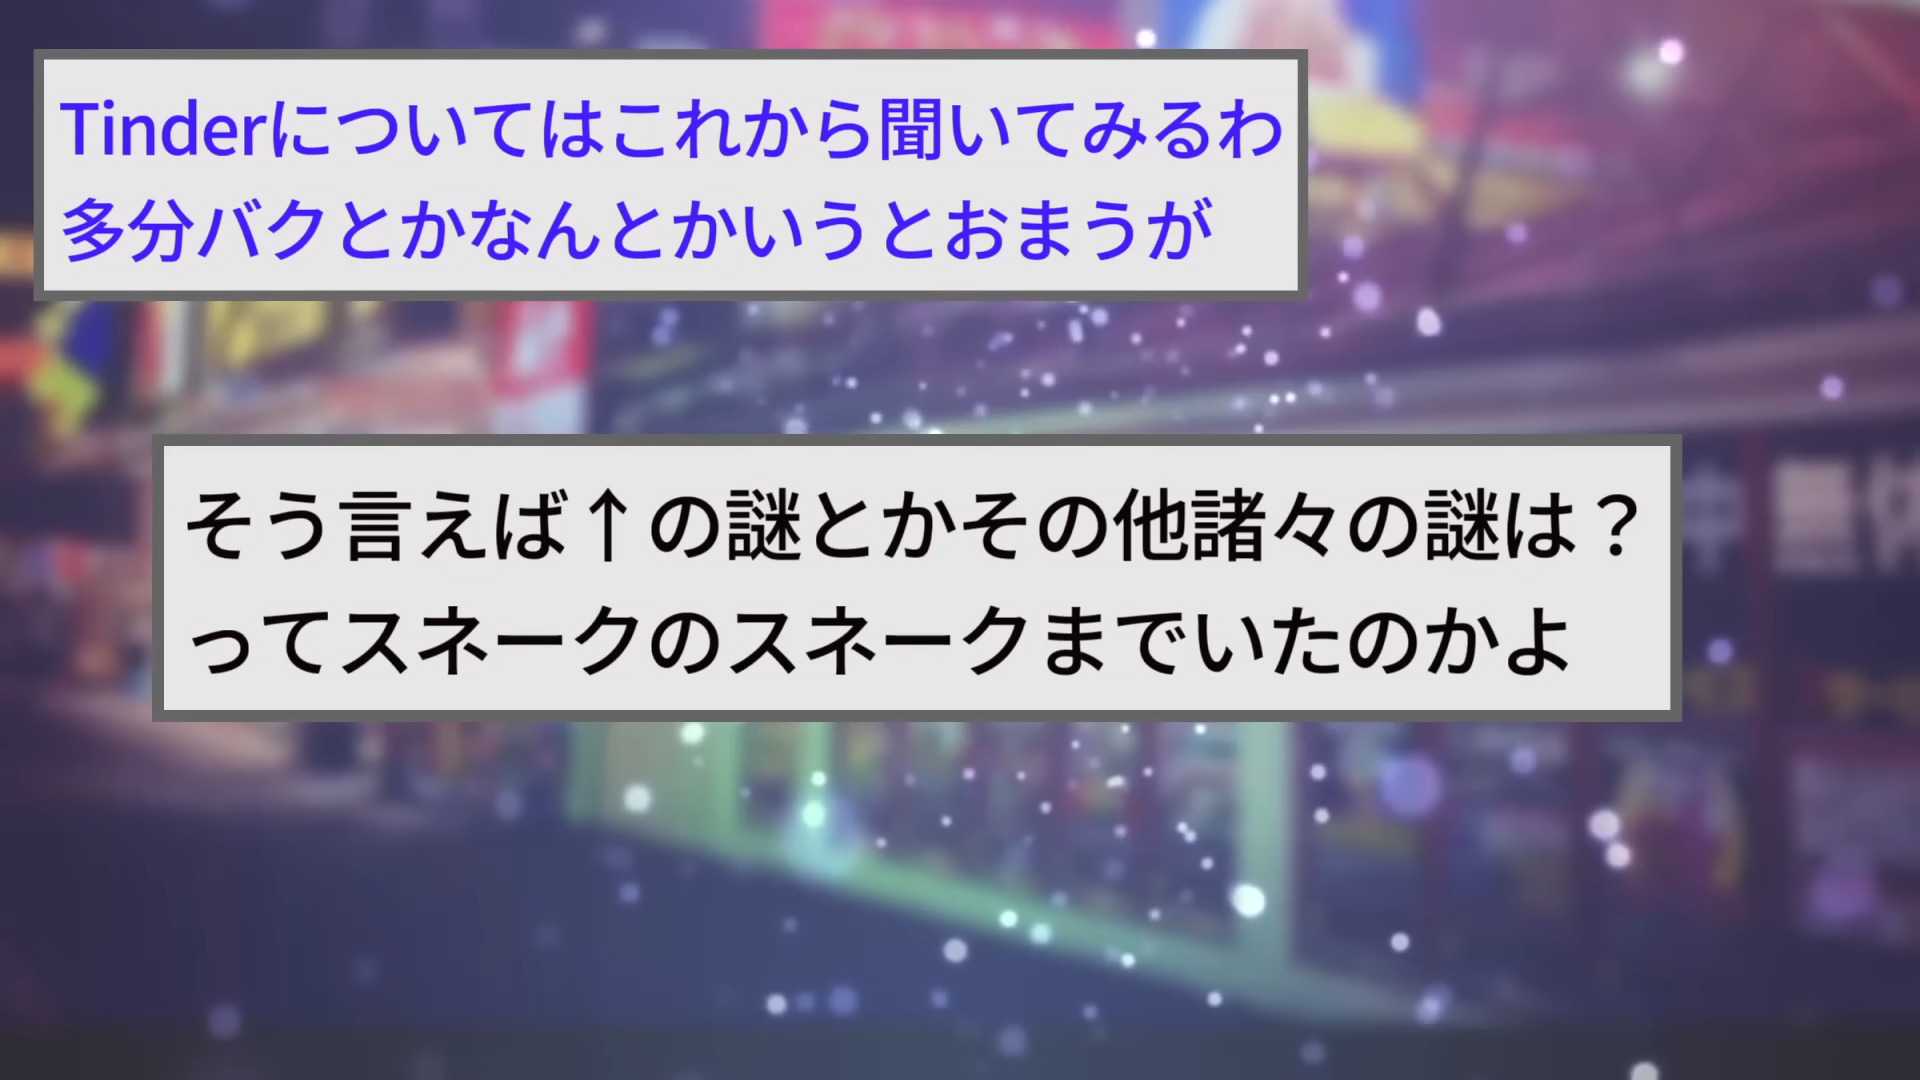 Tinderについてはこれから聞いてみるわ
多分バクとかなんとかいうとおまうが
そう言えば↑の謎とかその他諸々の謎は？
ってスネークのスネークまでいたのかよ